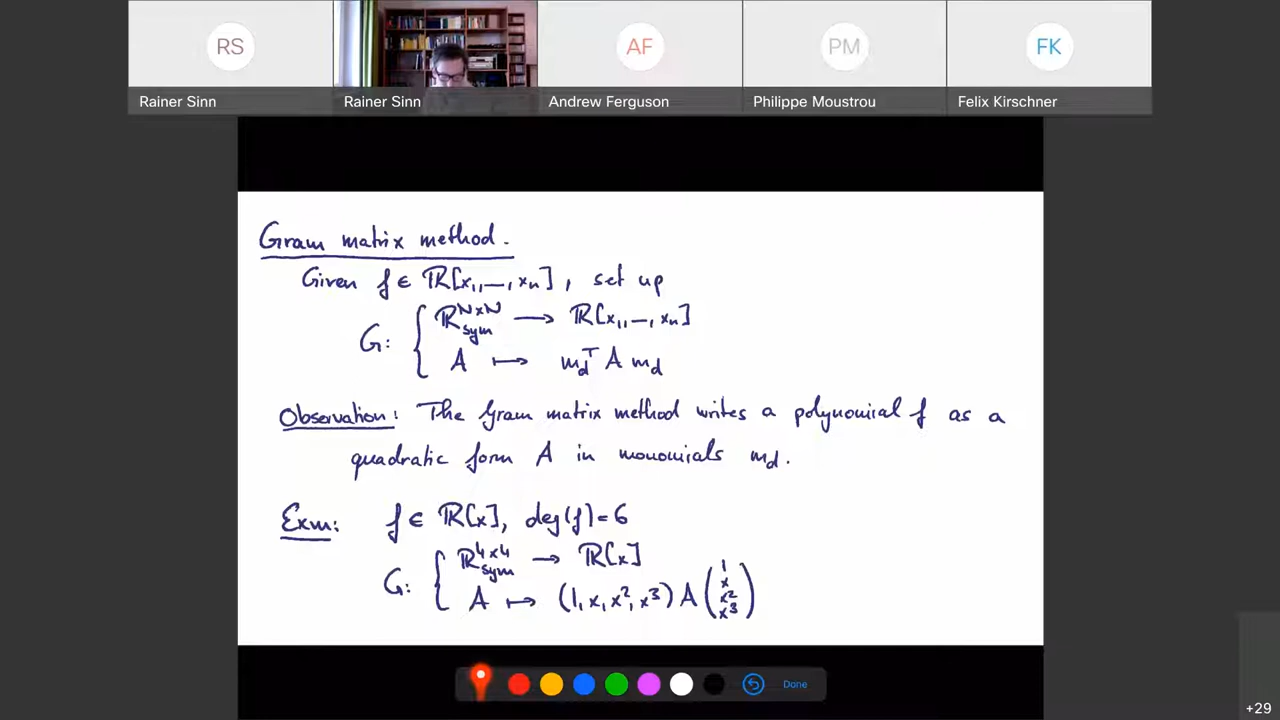 RS
AF
PM
FK
Rainer Sinn
Rainer Sinn
Andrew Ferguson
Philippe Moustrou
Felix Kirschner
Gram matrix method.
Given f ∈ ℝ[x₁,—,xₙ], set up
G: { ℝ^{N×N}_{sym} → ℝ[x₁,—,xₙ]
A ↦ m_d^T A m_d
Observation: The Gram matrix method writes a polynomial f as a
quadratic form A in monomials m_d.
Exm: f ∈ ℝ[x], deg(f)=6
G: { ℝ^{4×4}_{sym} → ℝ[x]
A ↦ (1, x, x², x³) A (1 x x² x³)
Done
+29